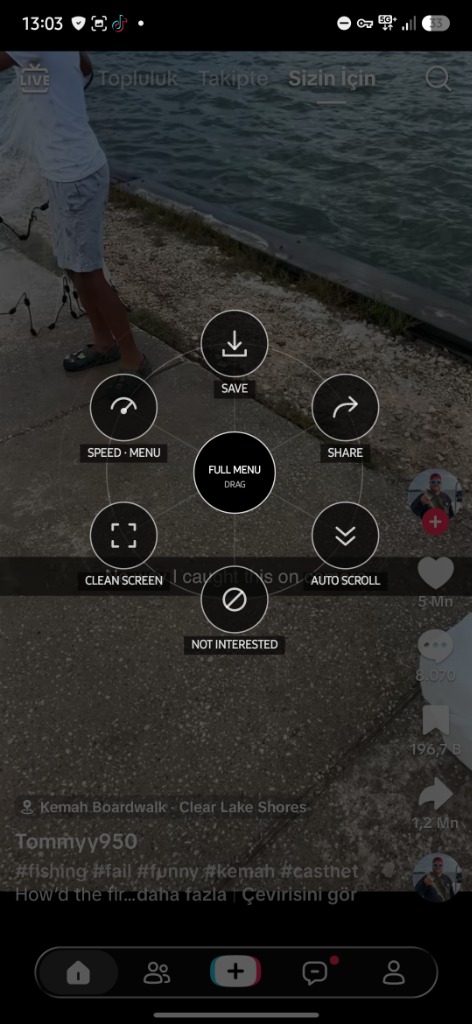 13:03
5G+
33
LIVE
Topluluk Takipte Sizin İçin
SAVE
SPEED · MENU
SHARE
FULL MENU
DRAG
I caught this on
CLEAN SCREEN
AUTO SCROLL
NOT INTERESTED
5 Mn
8.070
196,7 B
1,2 Mn
Kemah Boardwalk · Clear Lake Shores
Tommyy950
#fishing #fail #funny #kemah #castnet
How'd the fir...daha fazla | Çevirisini gör